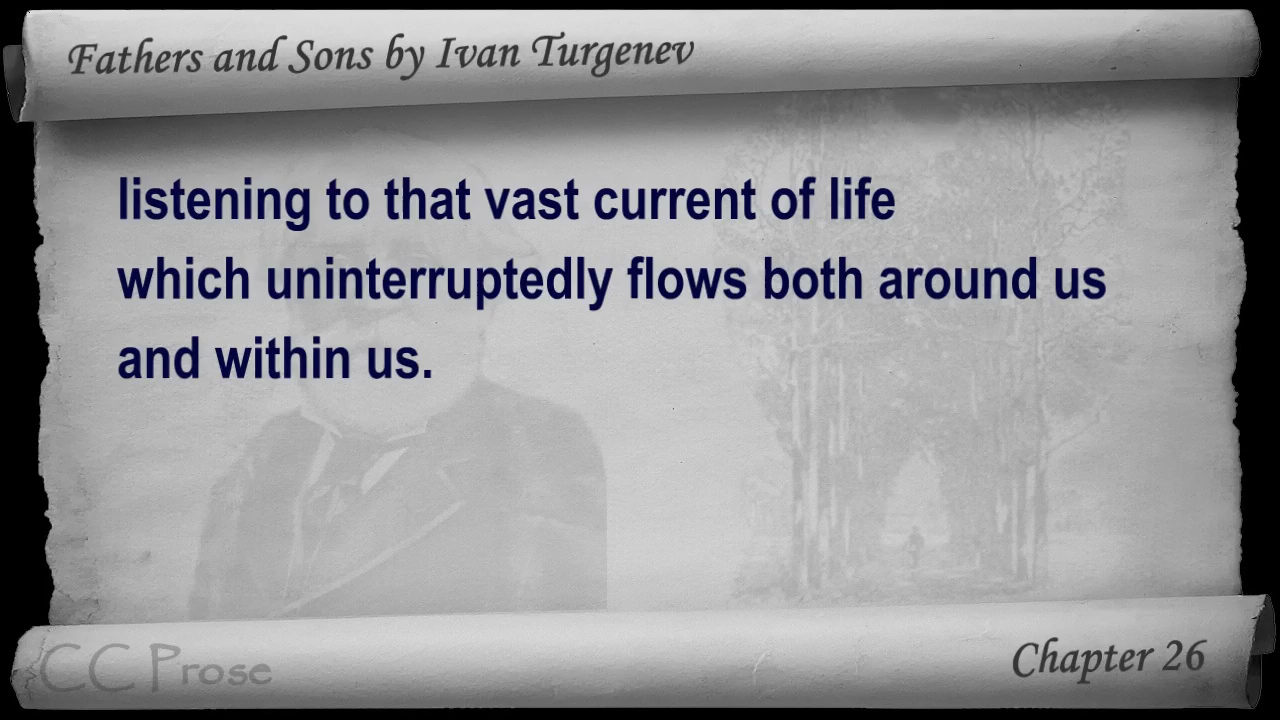 Fathers and Sons by Ivan Turgenev
listening to that vast current of life
which uninterruptedly flows both around us
and within us.
CC Prose
Chapter 26